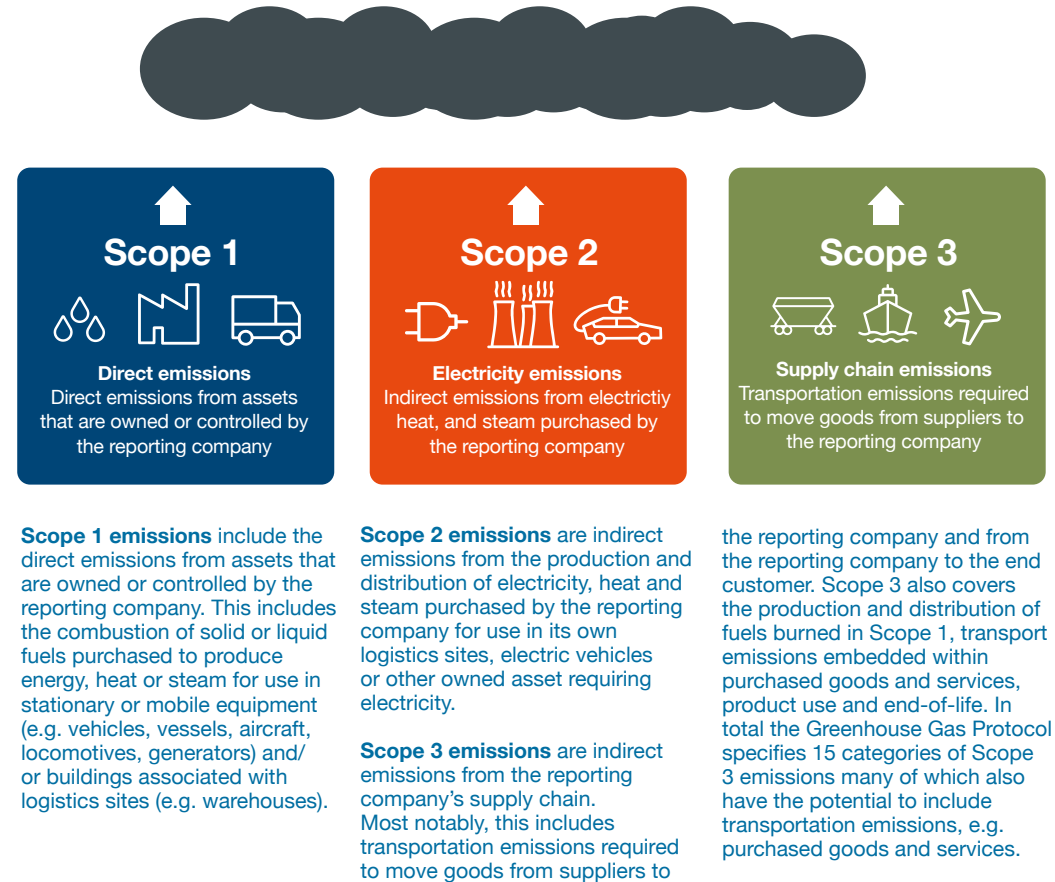 Scope 1
Direct emissions
Direct emissions from assets
that are owned or controlled by
the reporting company
Scope 2
Electricity emissions
Indirect emissions from electrictiy
heat, and steam purchased by
the reporting company
Scope 3
Supply chain emissions
Transportation emissions required
to move goods from suppliers to
the reporting company
Scope 1 emissions include the
direct emissions from assets that
are owned or controlled by the
reporting company. This includes
the combustion of solid or liquid
fuels purchased to produce
energy, heat or steam for use in
stationary or mobile equipment
(e.g. vehicles, vessels, aircraft,
locomotives, generators) and/
or buildings associated with
logistics sites (e.g. warehouses).
Scope 2 emissions are indirect
emissions from the production and
distribution of electricity, heat and
steam purchased by the reporting
company for use in its own
logistics sites, electric vehicles
or other owned asset requiring
electricity.
Scope 3 emissions are indirect
emissions from the reporting
company's supply chain.
Most notably, this includes
transportation emissions required
to move goods from suppliers to
the reporting company and from
the reporting company to the end
customer. Scope 3 also covers
the production and distribution of
fuels burned in Scope 1, transport
emissions embedded within
purchased goods and services,
product use and end-of-life. In
total the Greenhouse Gas Protocol
specifies 15 categories of Scope
3 emissions many of which also
have the potential to include
transportation emissions, e.g.
purchased goods and services.